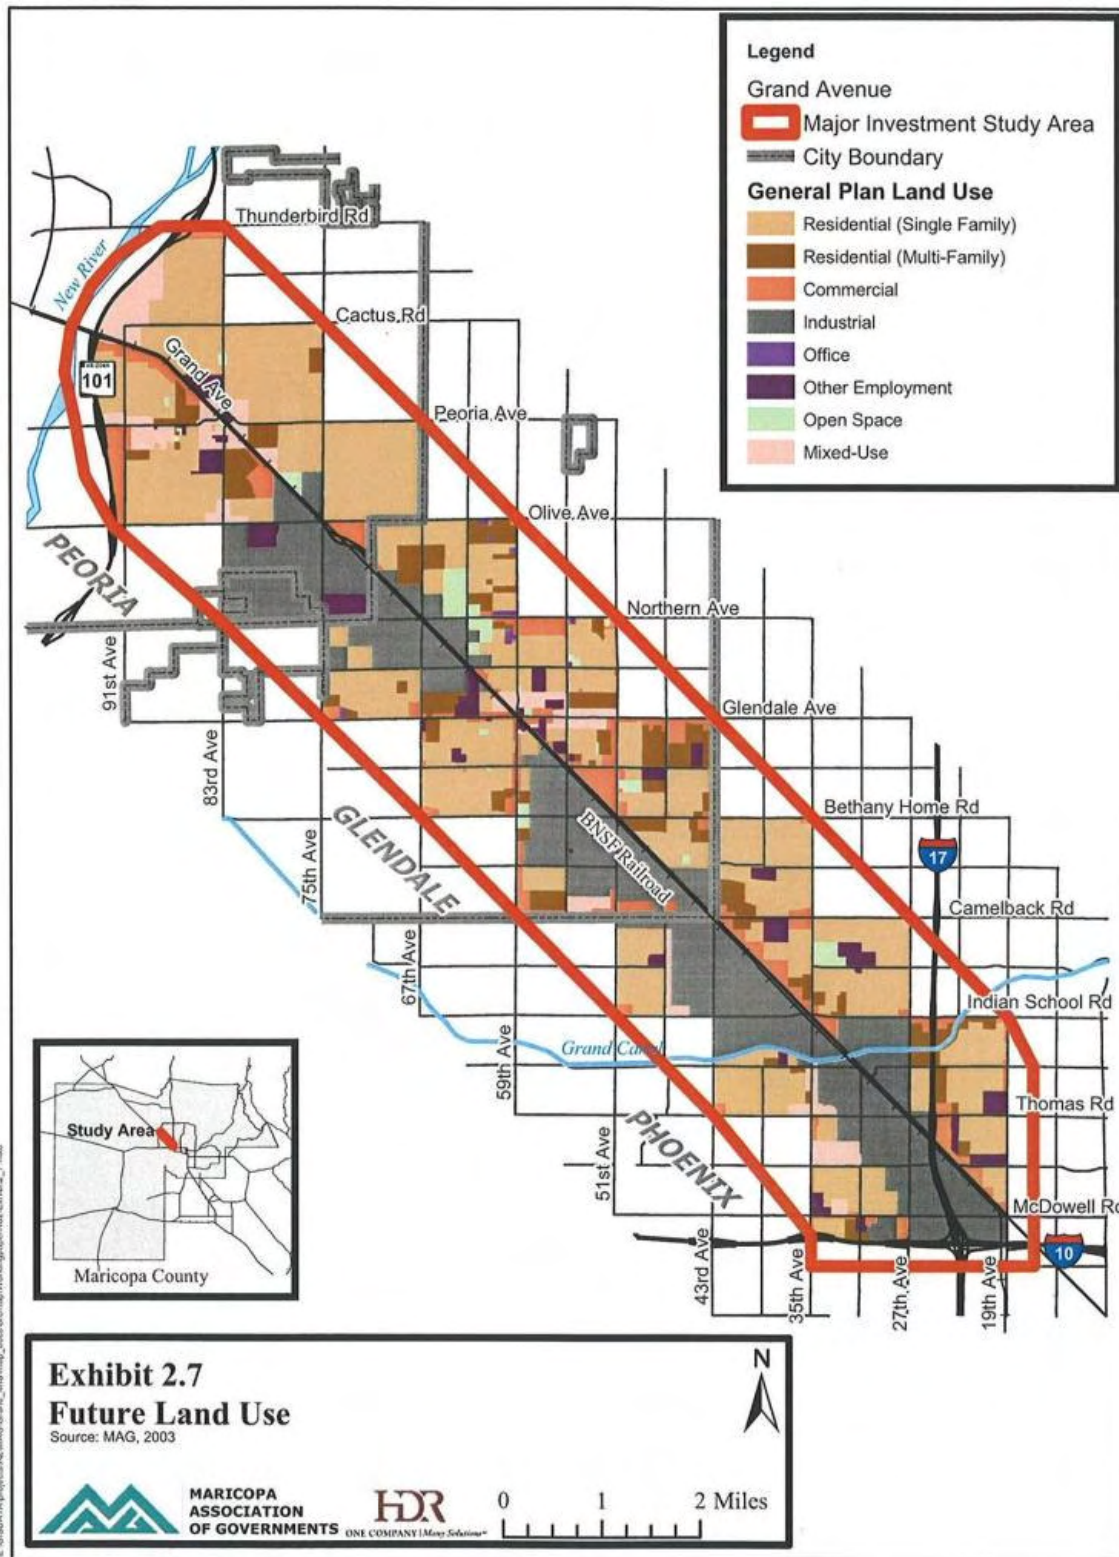 Legend
Grand Avenue
Major Investment Study Area
City Boundary
General Plan Land Use
Residential (Single Family)
Residential (Multi-Family)
Commercial
Industrial
Office
Other Employment
Open Space
Mixed-Use
Thunderbird Rd
New River
Cactus Rd
Grand Ave
101
Peoria Ave
Olive Ave
PEORIA
Northern Ave
91st Ave
Glendale Ave
83rd Ave
Bethany Home Rd
GLENDALE
BNSF Railroad
17
75th Ave
Camelback Rd
67th Ave
Indian School Rd
Grand Canal
59th Ave
Thomas Rd
Study Area
PHOENIX
51st Ave
McDowell Rd
43rd Ave
35th Ave
27th Ave
19th Ave
10
Maricopa County
Exhibit 2.7
Future Land Use
Source: MAG, 2003
N
MARICOPA
ASSOCIATION
OF GOVERNMENTS
HDR
ONE COMPANY | Many Solutions
0 1 2 Miles